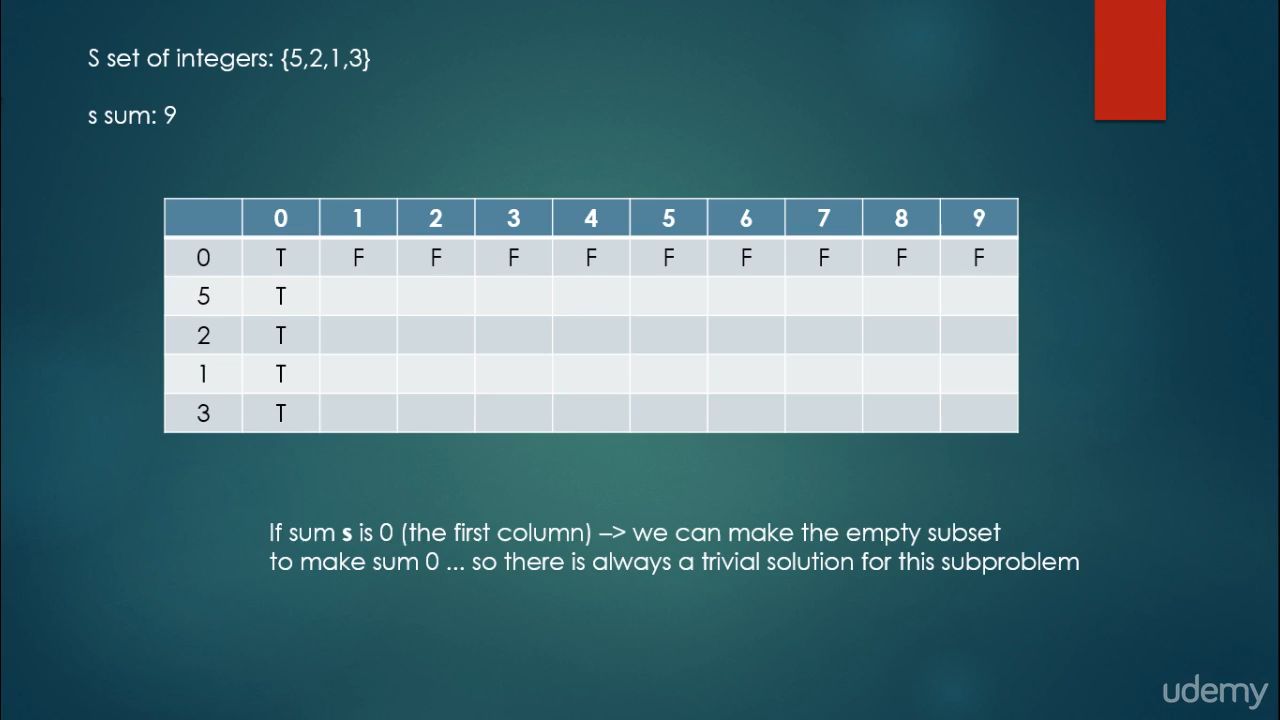 S set of integers: {5,2,1,3}
s sum: 9
0 1 2 3 4 5 6 7 8 9
0 T F F F F F F F F F
5 T
2 T
1 T
3 T
If sum s is 0 (the first column) –> we can make the empty subset
to make sum 0 ... so there is always a trivial solution for this subproblem
udemy